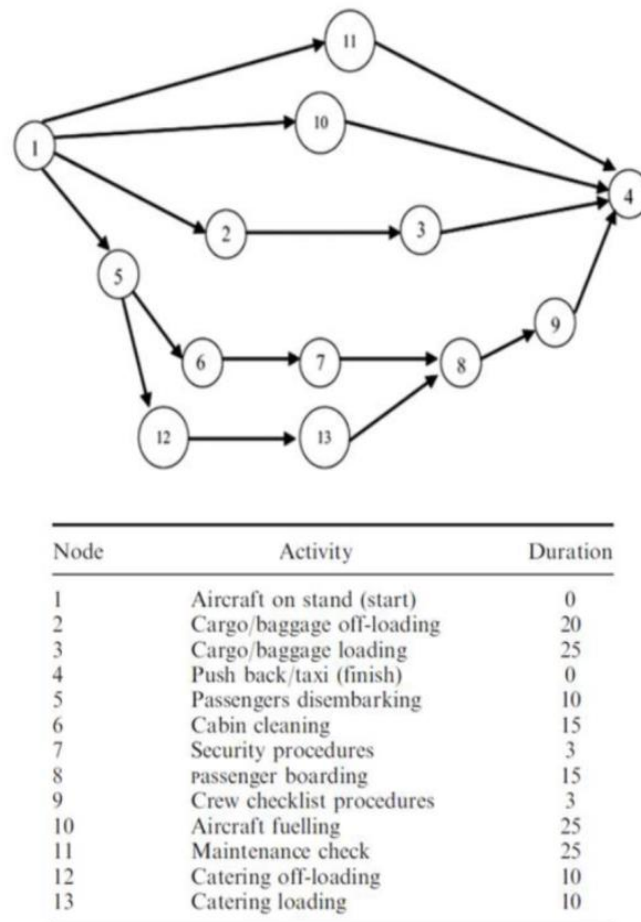 11
10
1
4
2
3
5
9
6
7
8
12
13
Node Activity Duration
1 Aircraft on stand (start) 0
2 Cargo/baggage off-loading 20
3 Cargo/baggage loading 25
4 Push back/taxi (finish) 0
5 Passengers disembarking 10
6 Cabin cleaning 15
7 Security procedures 3
8 passenger boarding 15
9 Crew checklist procedures 3
10 Aircraft fuelling 25
11 Maintenance check 25
12 Catering off-loading 10
13 Catering loading 10